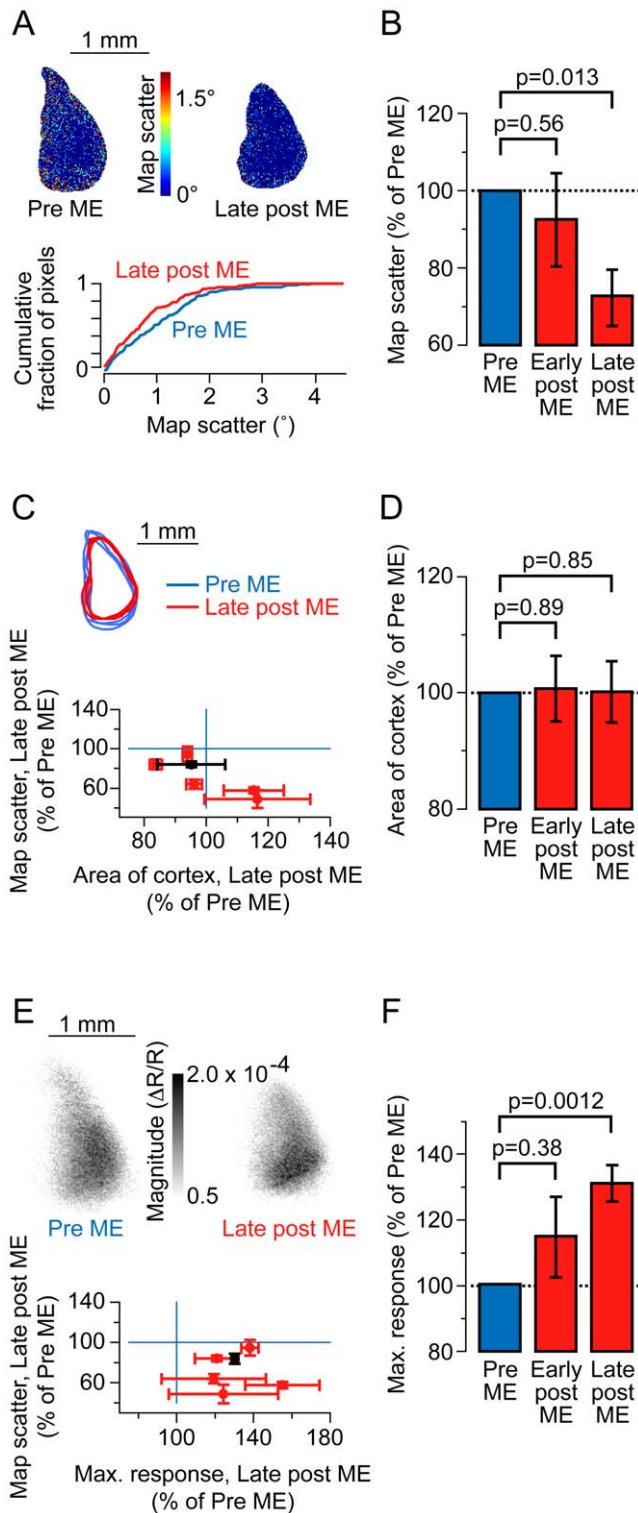 A
1 mm
Map scatter
1.5°
0°
Pre ME
Late post ME
Cumulative
fraction of pixels
1
0
Late post ME
Pre ME
0 1 2 3 4
Map scatter (°)
B
Map scatter (% of Pre ME)
120
100
80
60
p=0.013
p=0.56
Pre
ME
Early
post
ME
Late
post
ME
C
1 mm
Pre ME
Late post ME
Map scatter, Late post ME
(% of Pre ME)
140
100
60
80 100 120 140
Area of cortex, Late post ME
(% of Pre ME)
D
Area of cortex (% of Pre ME)
120
100
80
p=0.85
p=0.89
Pre
ME
Early
post
ME
Late
post
ME
E
1 mm
Magnitude (ΔR/R)
2.0 x 10-4
0.5
Pre ME
Late post ME
Map scatter, Late post ME
(% of Pre ME)
140
100
60
100 140 180
Max. response, Late post ME
(% of Pre ME)
F
Max. response (% of Pre ME)
140
120
100
80
p=0.0012
p=0.38
Pre
ME
Early
post
ME
Late
post
ME